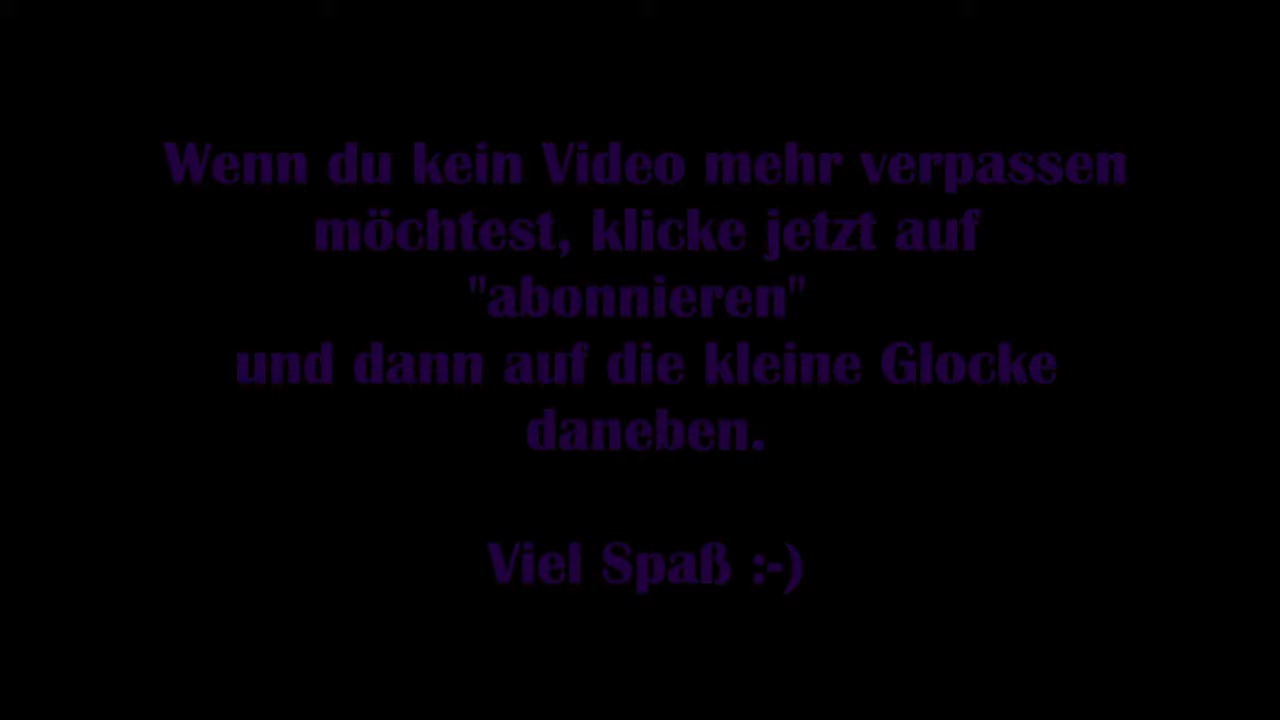 Wenn du kein Video mehr verpassen
möchtest, klicke jetzt auf
"abonnieren"
und dann auf die kleine Glocke
daneben.
Viel Spaß :-)